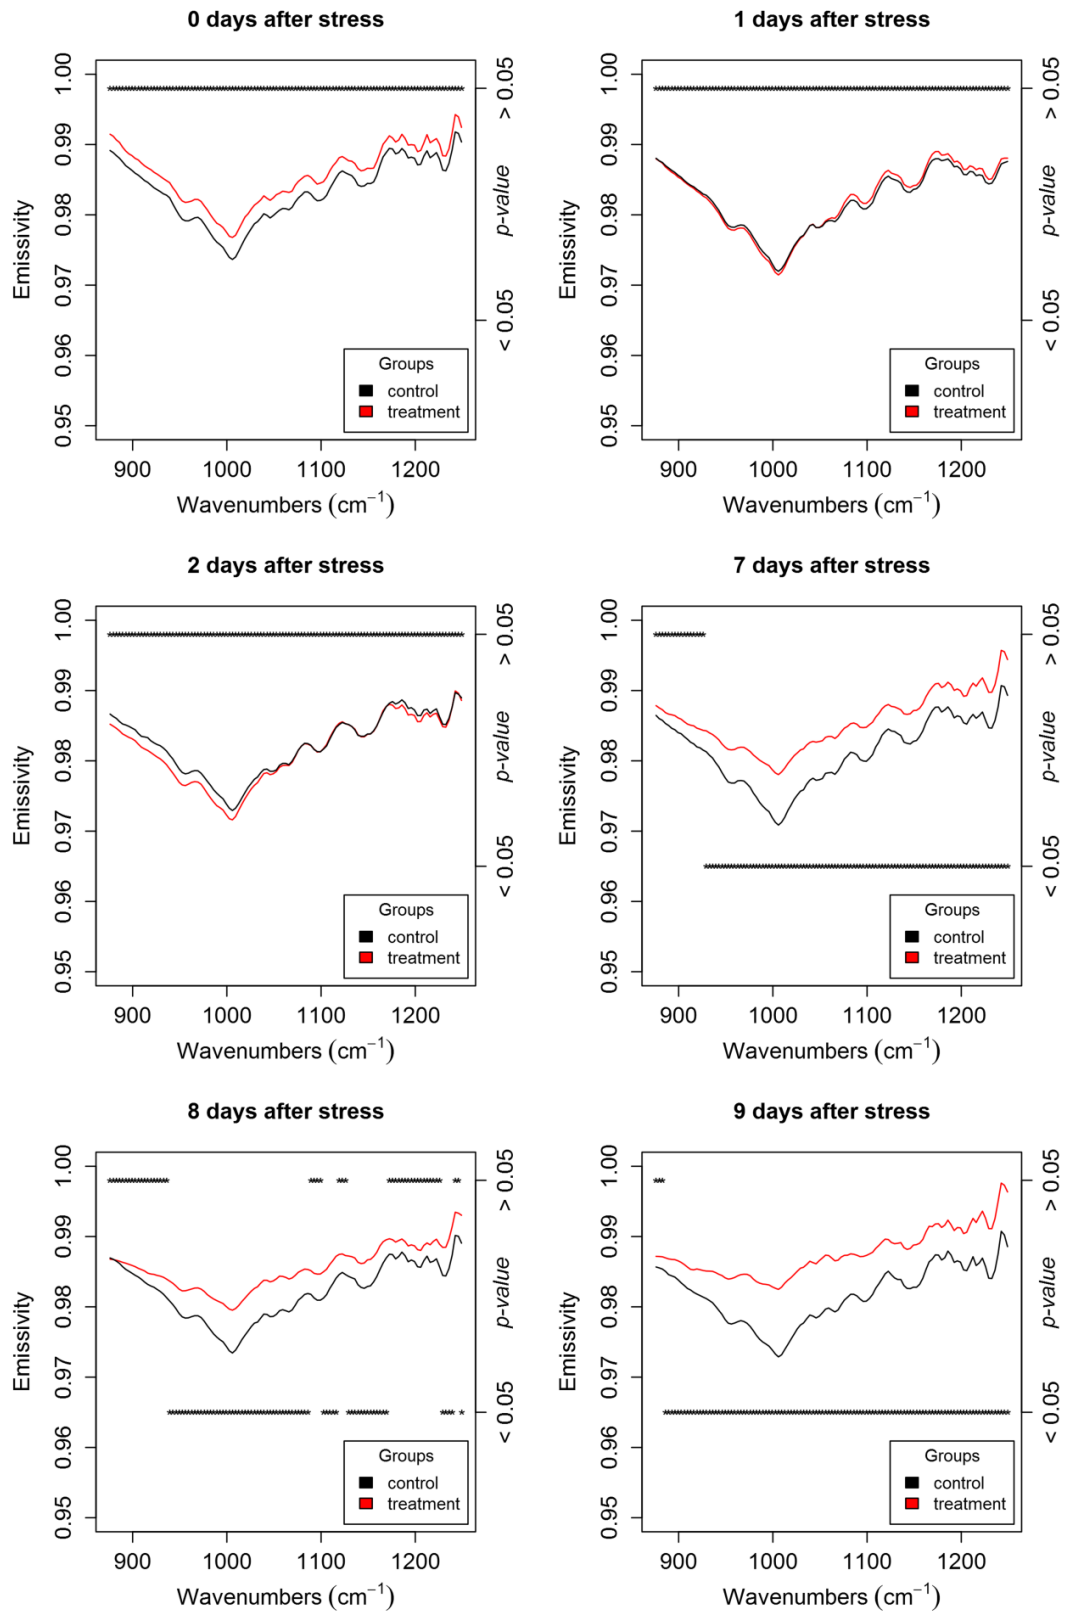 0 days after stress
1.00
0.99
0.98
0.97
0.96
0.95
Emissivity
> 0.05
p-value
< 0.05
Groups
control
treatment
900 1000 1100 1200
Wavenumbers (cm⁻¹)
1 days after stress
1.00
0.99
0.98
0.97
0.96
0.95
Emissivity
> 0.05
p-value
< 0.05
Groups
control
treatment
900 1000 1100 1200
Wavenumbers (cm⁻¹)
2 days after stress
1.00
0.99
0.98
0.97
0.96
0.95
Emissivity
> 0.05
p-value
< 0.05
Groups
control
treatment
900 1000 1100 1200
Wavenumbers (cm⁻¹)
7 days after stress
1.00
0.99
0.98
0.97
0.96
0.95
Emissivity
> 0.05
p-value
< 0.05
Groups
control
treatment
900 1000 1100 1200
Wavenumbers (cm⁻¹)
8 days after stress
1.00
0.99
0.98
0.97
0.96
0.95
Emissivity
> 0.05
p-value
< 0.05
Groups
control
treatment
900 1000 1100 1200
Wavenumbers (cm⁻¹)
9 days after stress
1.00
0.99
0.98
0.97
0.96
0.95
Emissivity
> 0.05
p-value
< 0.05
Groups
control
treatment
900 1000 1100 1200
Wavenumbers (cm⁻¹)